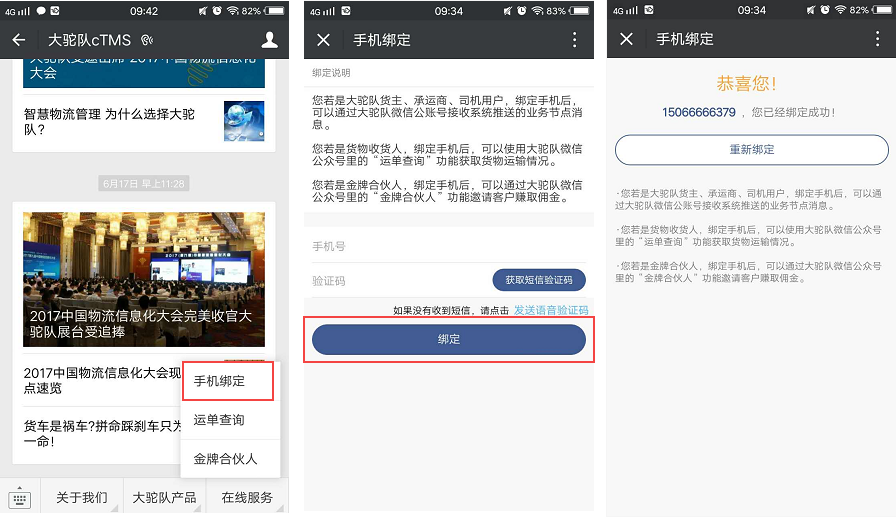 4G 09:42 82%
大驼队cTMS
大驼队受邀出席 2017中国物流信息化
大会
智慧物流管理 为什么选择大驼
队?
6月17日 早上11:28
2017中国物流信息化大会完美收官大
驼队展台受追捧
2017中国物流信息化大会现
点速览
货车是祸车?拼命踩刹车只为
一命!
手机绑定
运单查询
金牌合伙人
关于我们
大驼队产品
在线服务
4G 09:34 83%
手机绑定
绑定说明
您若是大驼队货主、承运商、司机用户，绑定手机后，
可以通过大驼队微信公账号接收系统推送的业务节点消
息。
您若是货物收货人，绑定手机后，可以使用大驼队微信
公众号里的“运单查询”功能获取货物运输情况。
您若是金牌合伙人，绑定手机后，可以通过大驼队微信
公众号的“金牌合伙人”功能邀请客户赚取佣金。
手机号
验证码
获取短信验证码
如果没有收到短信，请点击 发送语音验证码
绑定
4G 09:34 82%
手机绑定
恭喜您！
15066666379 ，您已经绑定成功!
重新绑定
·您若是大驼队货主、承运商、司机用户，绑定手机后，可以通
过大驼队微信公账号接收系统推送的业务节点消息。
·您若是货物收货人，绑定手机后，可以使用大驼队微信公众号
里的“运单查询”功能获取货物运输情况。
·您若是金牌合伙人，绑定手机后，可以通过大驼队微信公众号
里的“金牌合伙人”功能邀请客户赚取佣金。